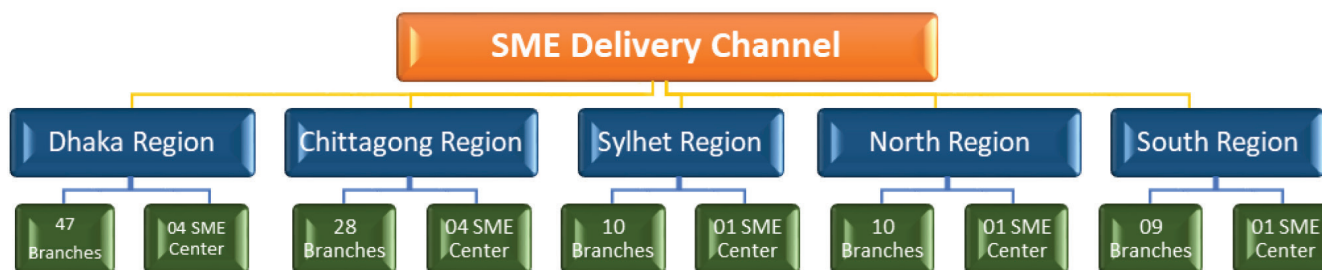 SME Delivery Channel
Dhaka Region
Chittagong Region
Sylhet Region
North Region
South Region
47
Branches
04 SME
Center
28
Branches
04 SME
Center
10
Branches
01 SME
Center
10
Branches
01 SME
Center
09
Branches
01 SME
Center